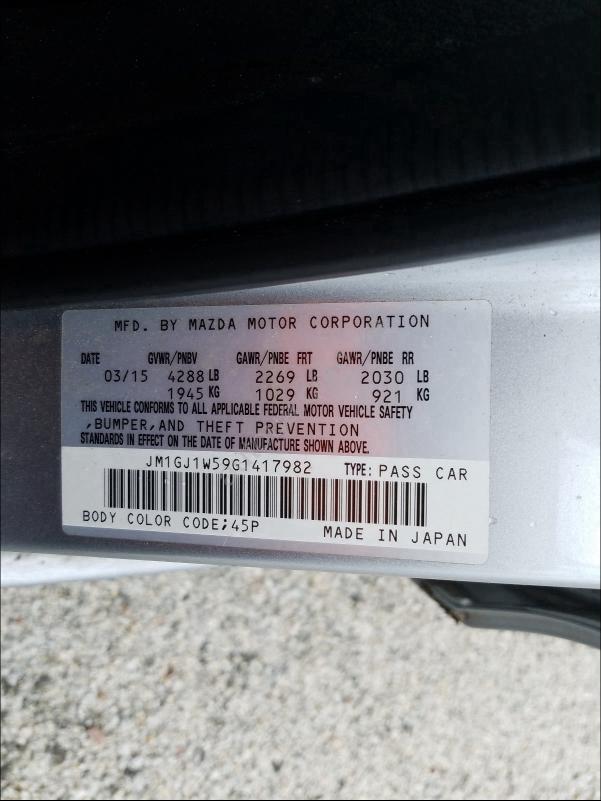 MFD. BY MAZDA MOTOR CORPORATION
DATE GVWR/PNBV GAWR/PNBE FRT GAWR/PNBE RR
03/15 4288 LB 2269 LB 2030 LB
1945 KG 1029 KG 921 KG
THIS VEHICLE CONFORMS TO ALL APPLICABLE FEDERAL MOTOR VEHICLE SAFETY
,BUMPER,AND THEFT PREVENTION
STANDARDS IN EFFECT ON THE DATE OF MANUFACTURE SHOWN ABOVE.
JM1GJ1W59G1417982 TYPE: PASS CAR
BODY COLOR CODE;45P MADE IN JAPAN